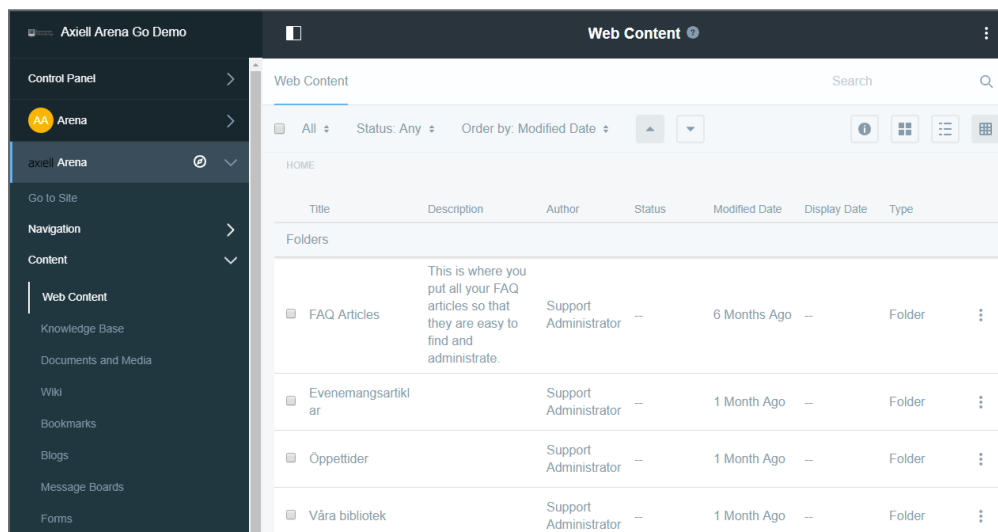 Axiell Arena Go Demo
Web Content
Control Panel
AA Arena
axiell Arena
Go to Site
Navigation
Content
Web Content
Knowledge Base
Documents and Media
Wiki
Bookmarks
Blogs
Message Boards
Forms
Web Content
Search
All
Status: Any
Order by: Modified Date
HOME
Title Description Author Status Modified Date Display Date Type
Folders
This is where you
put all your FAQ
articles so that
they are easy to
find and
administrate.
FAQ Articles
Support
Administrator
--
6 Months Ago
--
Folder
Evenemangsartikl
ar
Support
Administrator
--
1 Month Ago
--
Folder
Öppettider
Support
Administrator
--
1 Month Ago
--
Folder
Våra bibliotek
Support
Administrator
--
1 Month Ago
--
Folder